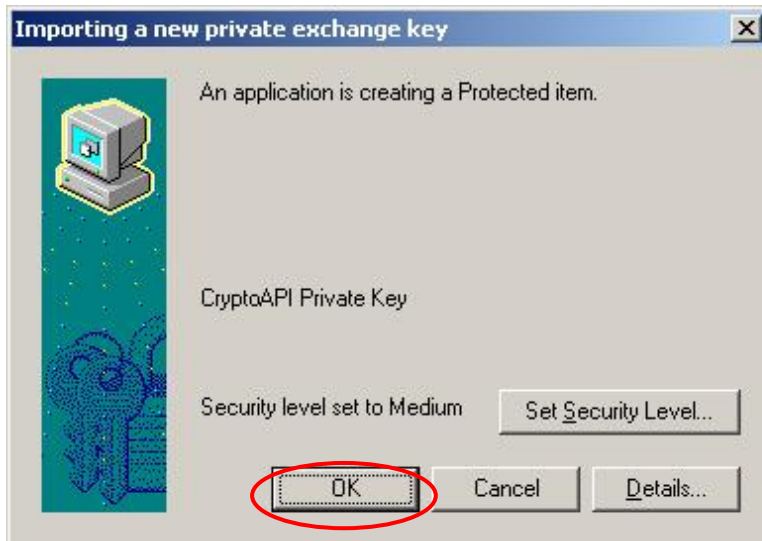 Importing a new private exchange key
An application is creating a Protected item.
CryptoAPI Private Key
Security level set to Medium
Set Security Level...
OK
Cancel
Details...